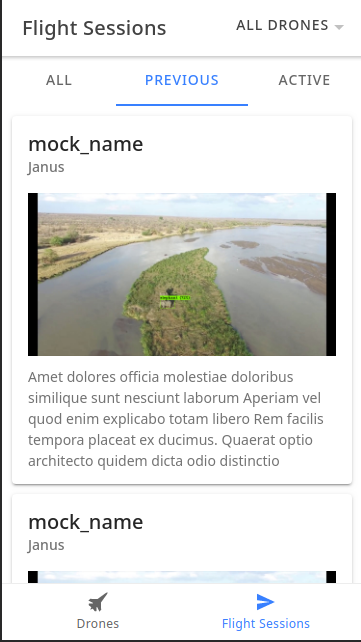 Flight Sessions
ALL DRONES
ALL
PREVIOUS
ACTIVE
mock_name
Janus
Amet dolores officia molestiae doloribus
similique sunt nesciunt laborum Aperiam vel
quod enim explicabo totam libero Rem facilis
tempora placeat ex ducimus. Quaerat optio
architecto quidem dicta odio distinctio
mock_name
Janus
Drones
Flight Sessions